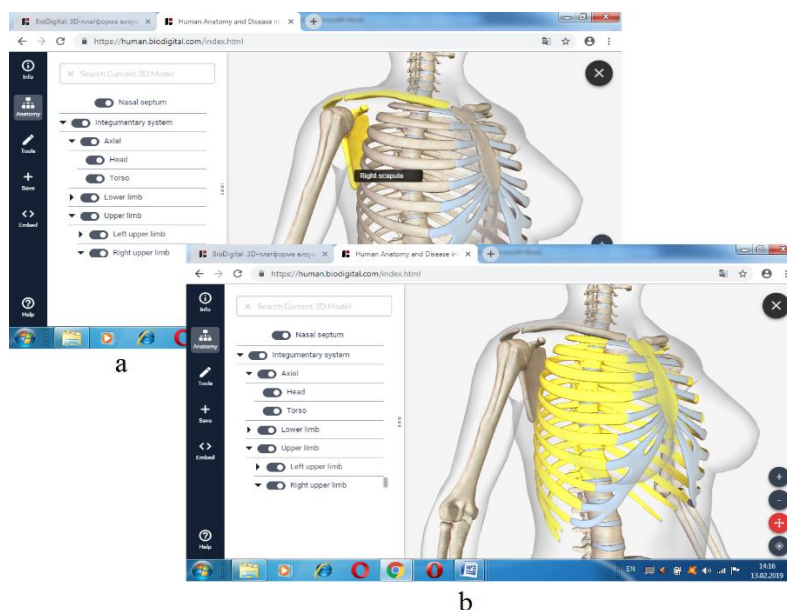 BioDigital: 3D-платформа визуа
Human Anatomy and Disease in
https://human.biodigital.com/index.html
Info
Anatomy
Tools
Save
Embed
Help
Search Current 3D Model
Nasal septum
Integumentary system
Axial
Head
Torso
Lower limb
Upper limb
Left upper limb
Right upper limb
Right scapula
a
BioDigital: 3D-платформа визуа
Human Anatomy and Disease in
https://human.biodigital.com/index.html
Info
Anatomy
Tools
Save
Embed
Help
Search Current 3D Model
Nasal septum
Integumentary system
Axial
Head
Torso
Lower limb
Upper limb
Left upper limb
Right upper limb
EN
14:16
13.02.2019
b